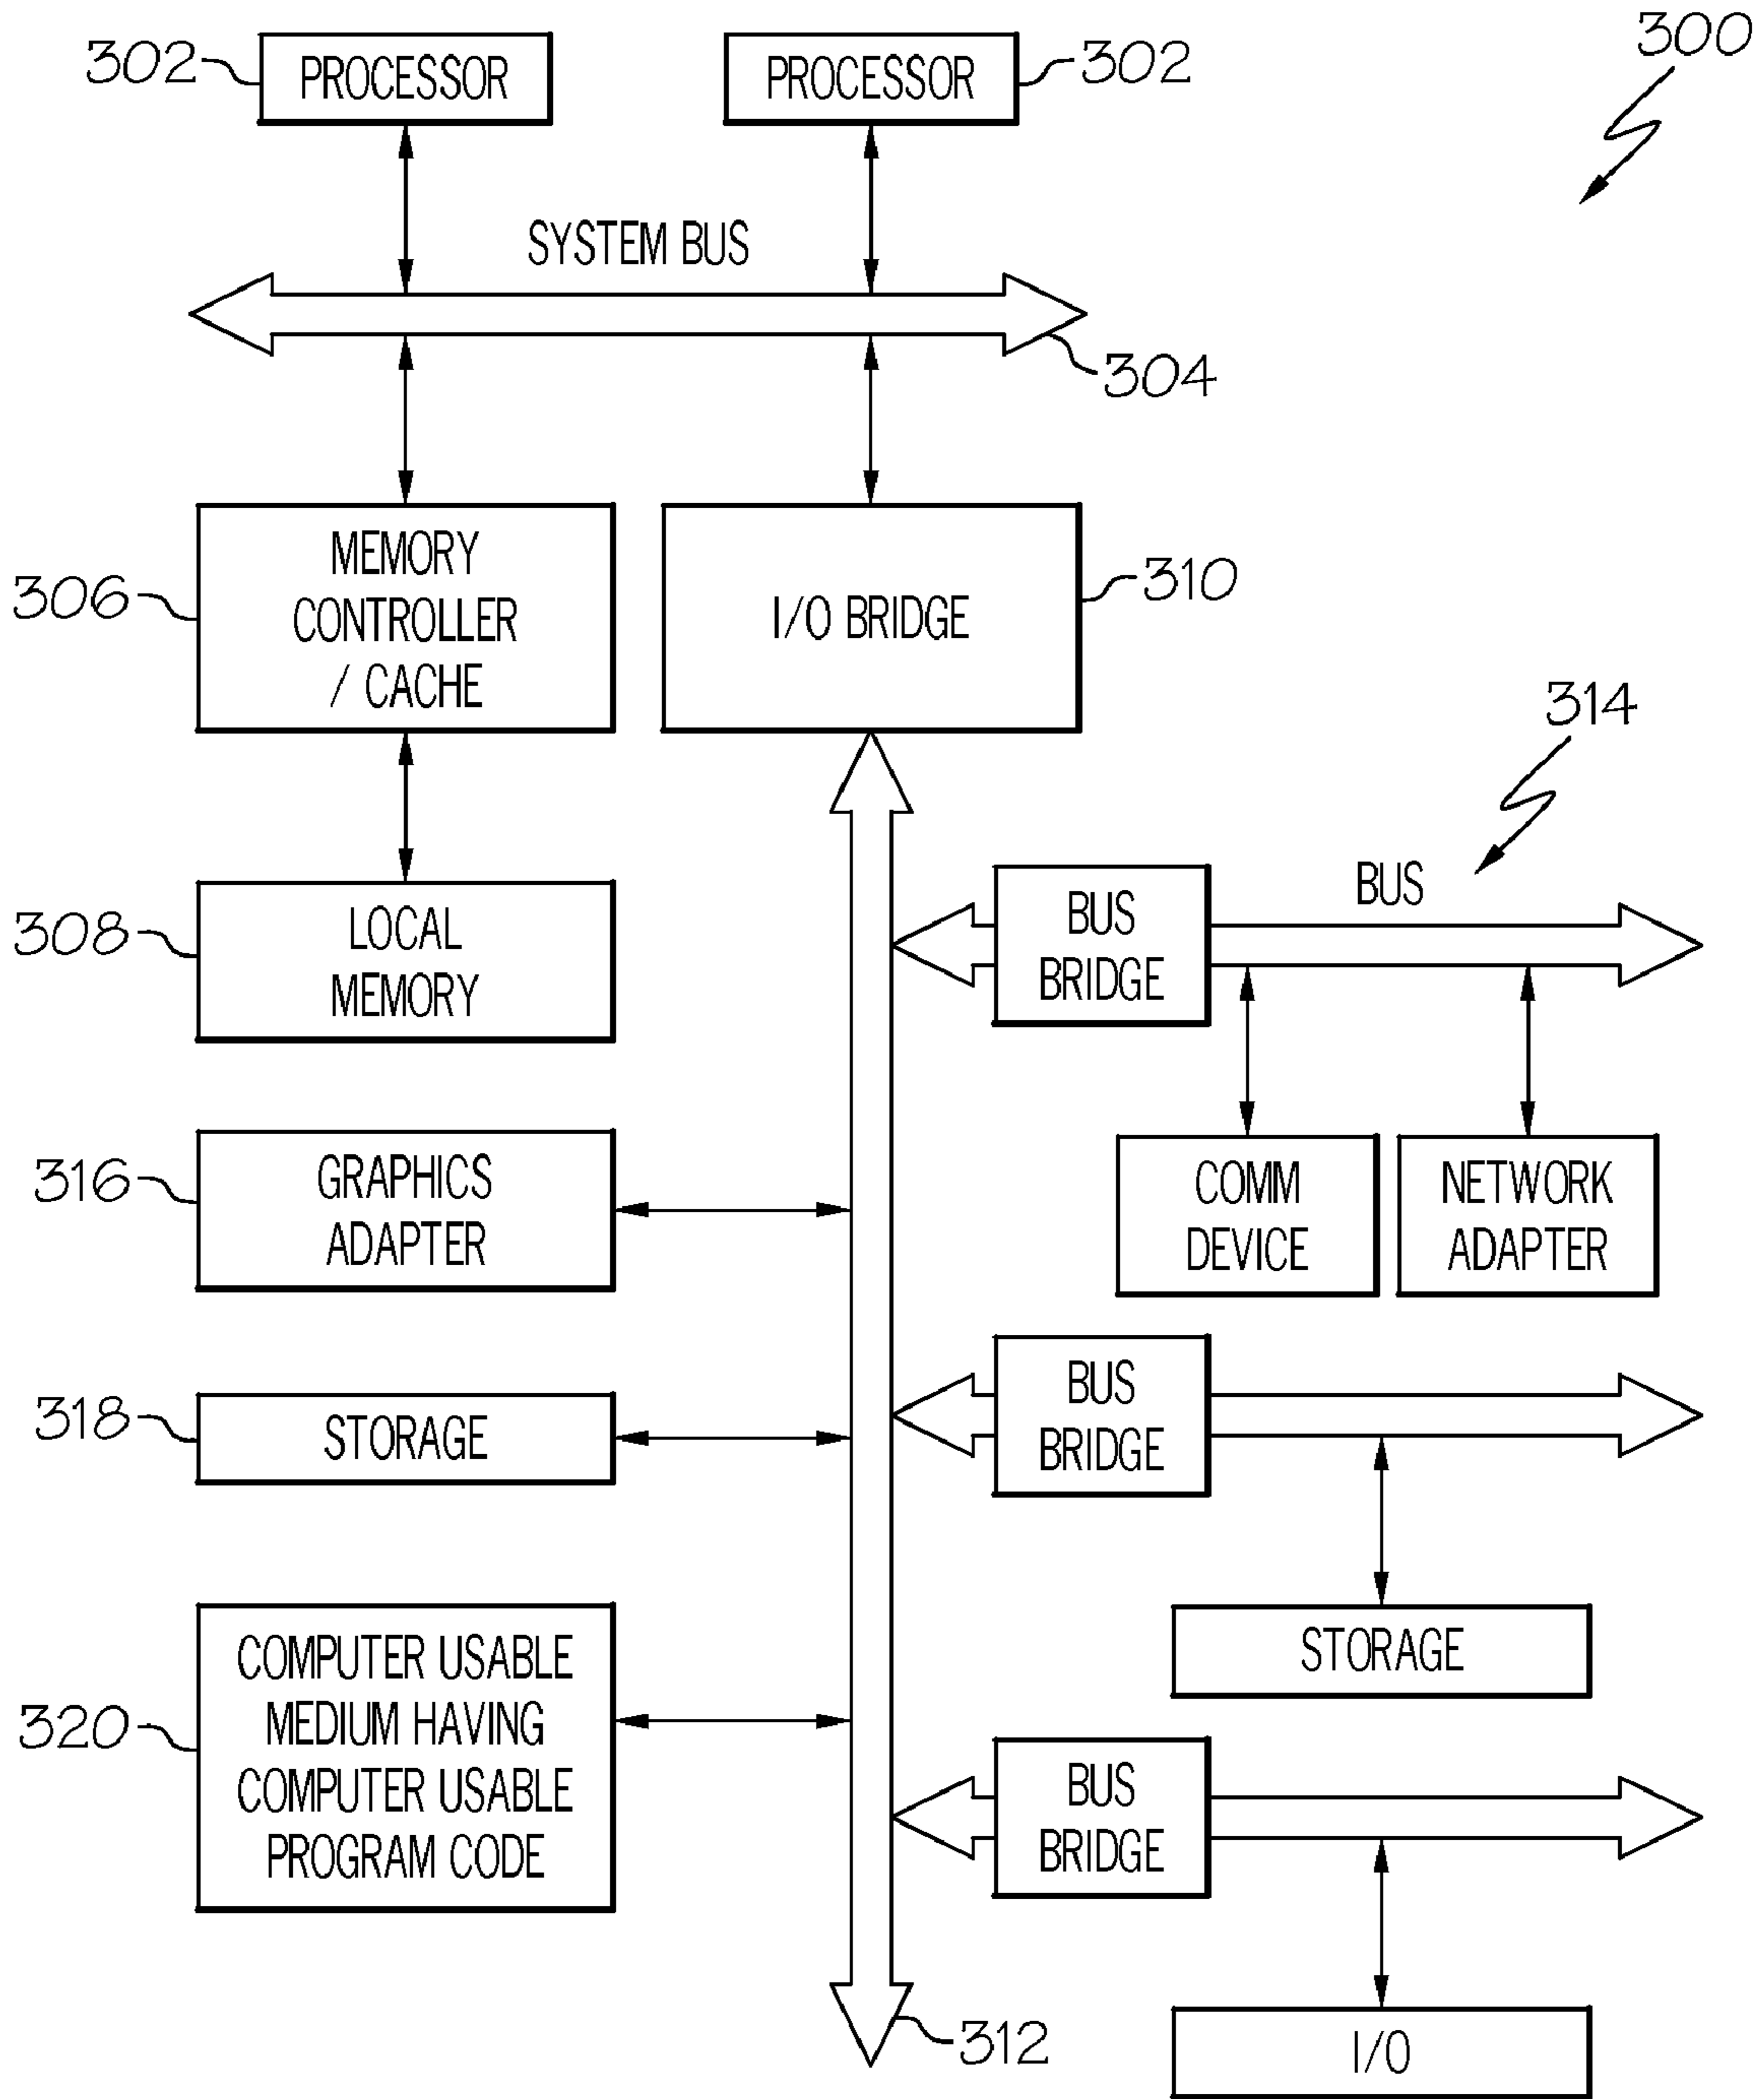 300
302
PROCESSOR
PROCESSOR
302
SYSTEM BUS
304
306
MEMORY
CONTROLLER
/ CACHE
I/O BRIDGE
310
314
308
LOCAL
MEMORY
BUS
BRIDGE
BUS
316
GRAPHICS
ADAPTER
COMM
DEVICE
NETWORK
ADAPTER
318
STORAGE
BUS
BRIDGE
STORAGE
320
COMPUTER USABLE
MEDIUM HAVING
COMPUTER USABLE
PROGRAM CODE
BUS
BRIDGE
312
I/O